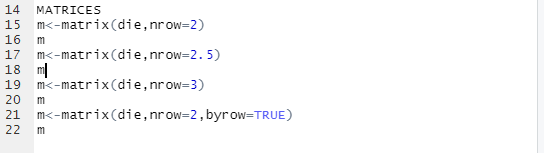 14 MATRICES
15 m<-matrix(die,nrow=2)
16 m
17 m<-matrix(die,nrow=2.5)
18 m
19 m<-matrix(die,nrow=3)
20 m
21 m<-matrix(die,nrow=2,byrow=TRUE)
22 m